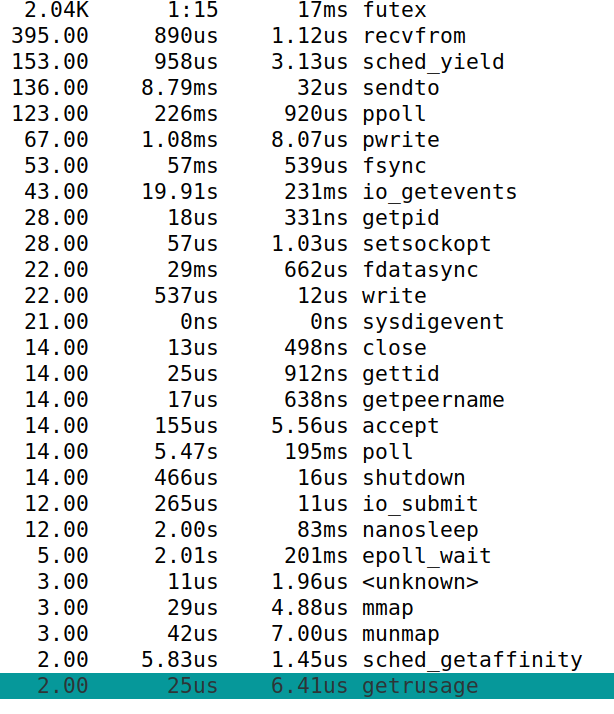 2.04K 1:15 17ms futex
395.00 890us 1.12us recvfrom
153.00 958us 3.13us sched_yield
136.00 8.79ms 32us sendto
123.00 226ms 920us ppoll
67.00 1.08ms 8.07us pwrite
53.00 57ms 539us fsync
43.00 19.91s 231ms io_getevents
28.00 18us 331ns getpid
28.00 57us 1.03us setsockopt
22.00 29ms 662us fdatasync
22.00 537us 12us write
21.00 0ns 0ns sysdigevent
14.00 13us 498ns close
14.00 25us 912ns gettid
14.00 17us 638ns getpeername
14.00 155us 5.56us accept
14.00 5.47s 195ms poll
14.00 466us 16us shutdown
12.00 265us 11us io_submit
12.00 2.00s 83ms nanosleep
5.00 2.01s 201ms epoll_wait
3.00 11us 1.96us <unknown>
3.00 29us 4.88us mmap
3.00 42us 7.00us munmap
2.00 5.83us 1.45us sched_getaffinity
2.00 25us 6.41us getrusage